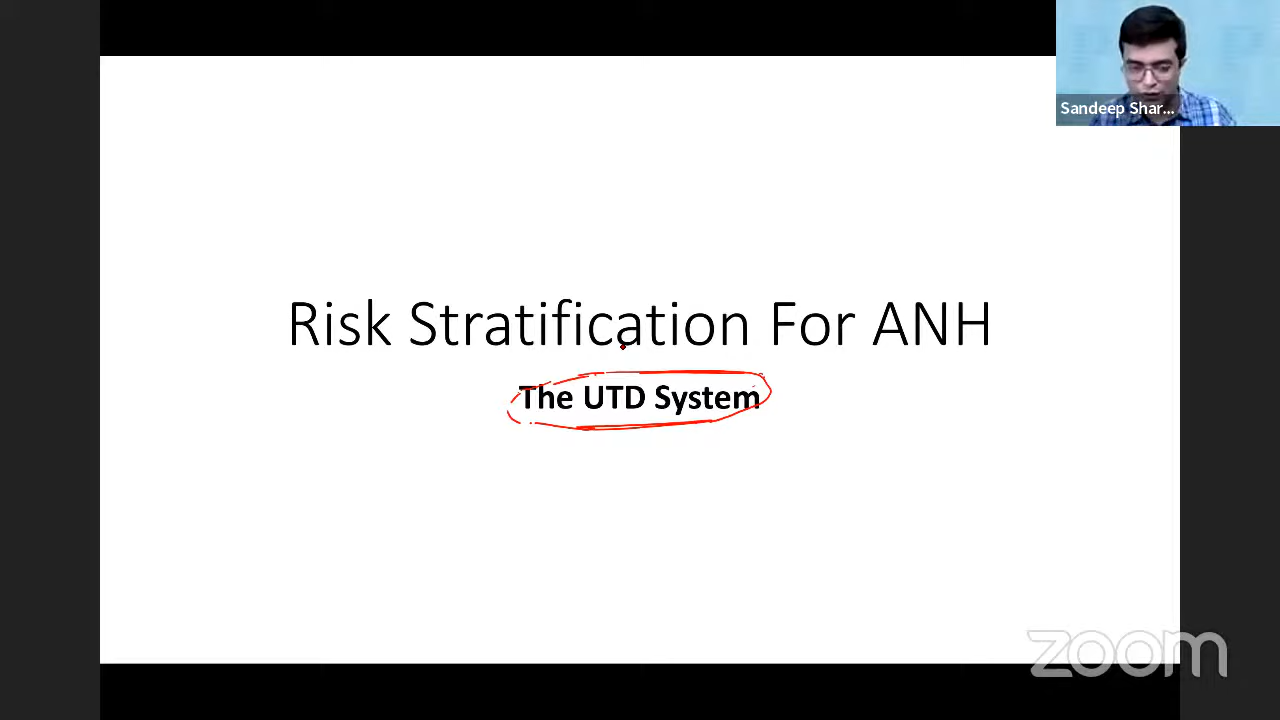 Sandeep Shar...
Risk Stratification For ANH
The UTD System
zoom